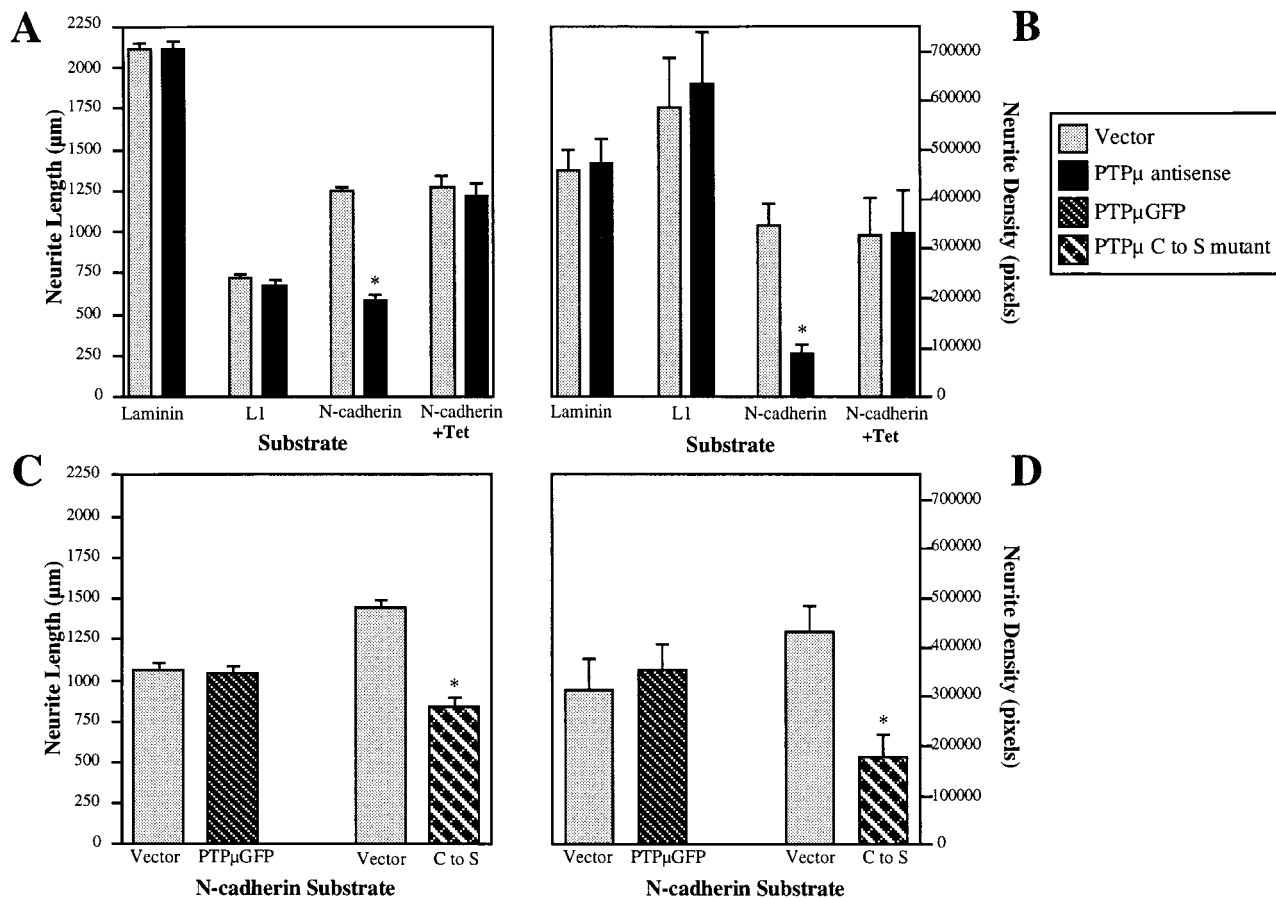 A
B
2250
2000
1750
1500
1250
1000
750
500
250
0
Neurite Length (µm)
*
Laminin
L1
N-cadherin
N-cadherin
+Tet
Substrate
*
Laminin
L1
N-cadherin
N-cadherin
+Tet
Substrate
700000
600000
500000
400000
300000
200000
100000
0
Neurite Density (pixels)
Vector
PTPµ antisense
PTPµGFP
PTPµ C to S mutant
C
D
2250
2000
1750
1500
1250
1000
750
500
250
0
Neurite Length (µm)
*
Vector
PTPµGFP
Vector
C to S
N-cadherin Substrate
*
Vector
PTPµGFP
Vector
C to S
N-cadherin Substrate
700000
600000
500000
400000
300000
200000
100000
0
Neurite Density (pixels)